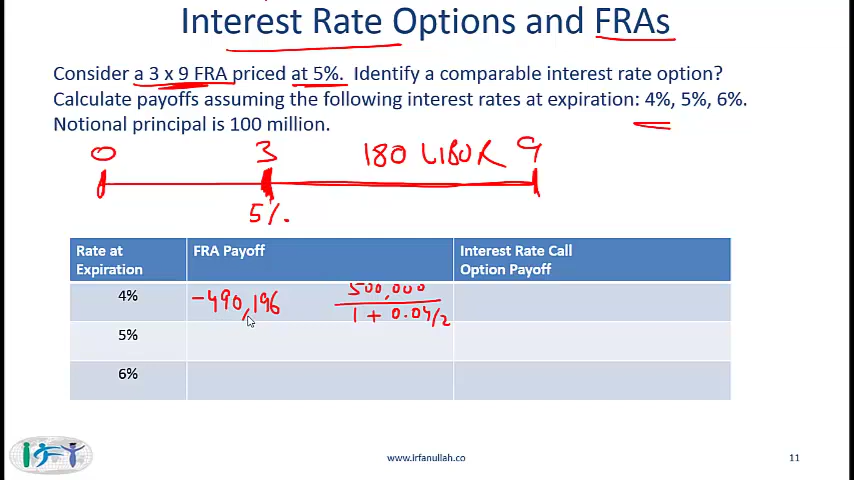 Interest Rate Options and FRAs
Consider a 3 x 9 FRA priced at 5%. Identify a comparable interest rate option?
Calculate payoffs assuming the following interest rates at expiration: 4%, 5%, 6%.
Notional principal is 100 million.
0 3 180 LIBOR 9
5%.
Rate at Expiration FRA Payoff Interest Rate Call Option Payoff
4% -490,196 500,000
1 + 0.04/2
5%
6%
www.irfanullah.co 11